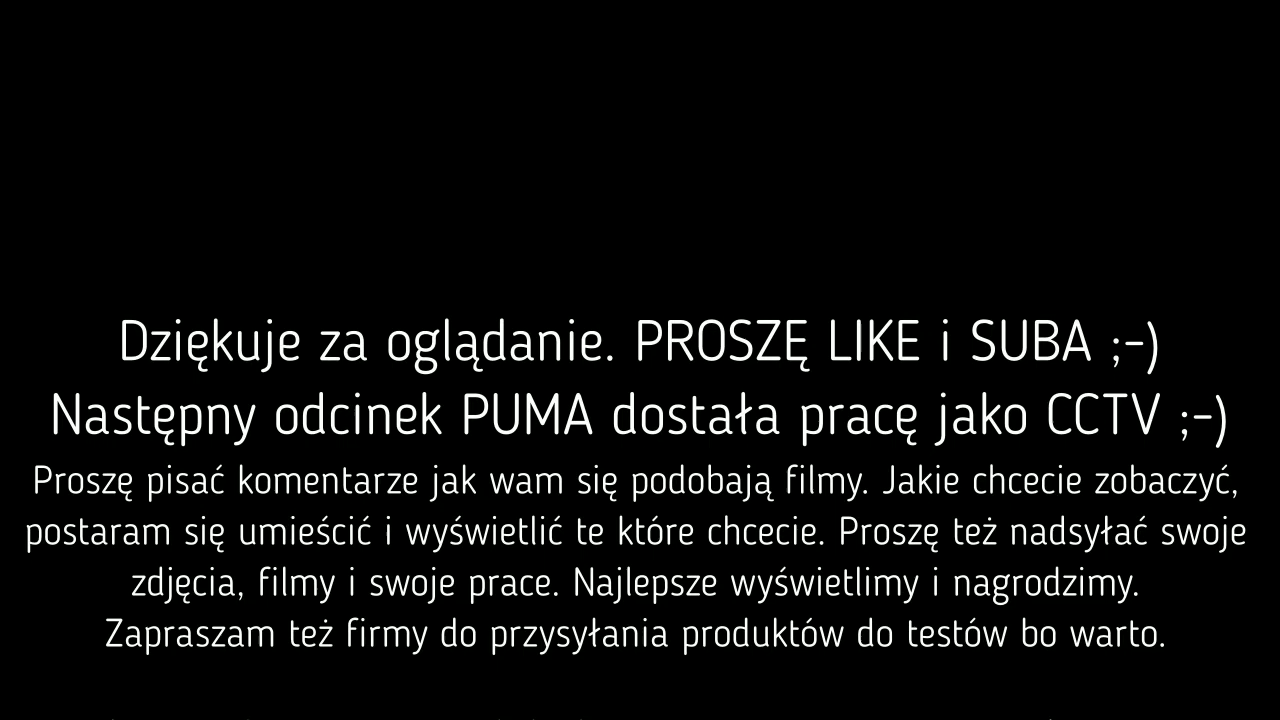 Dziękuje za oglądanie. PROSZĘ LIKE i SUBA ;-)
Następny odcinek PUMA dostała pracę jako CCTV ;-)
Proszę pisać komentarze jak wam się podobają filmy. Jakie chcecie zobaczyć,
postaram się umieścić i wyświetlić te które chcecie. Proszę też nadsyłać swoje
zdjęcia, filmy i swoje prace. Najlepsze wyświetlimy i nagrodzimy.
Zapraszam też firmy do przysyłania produktów do testów bo warto.